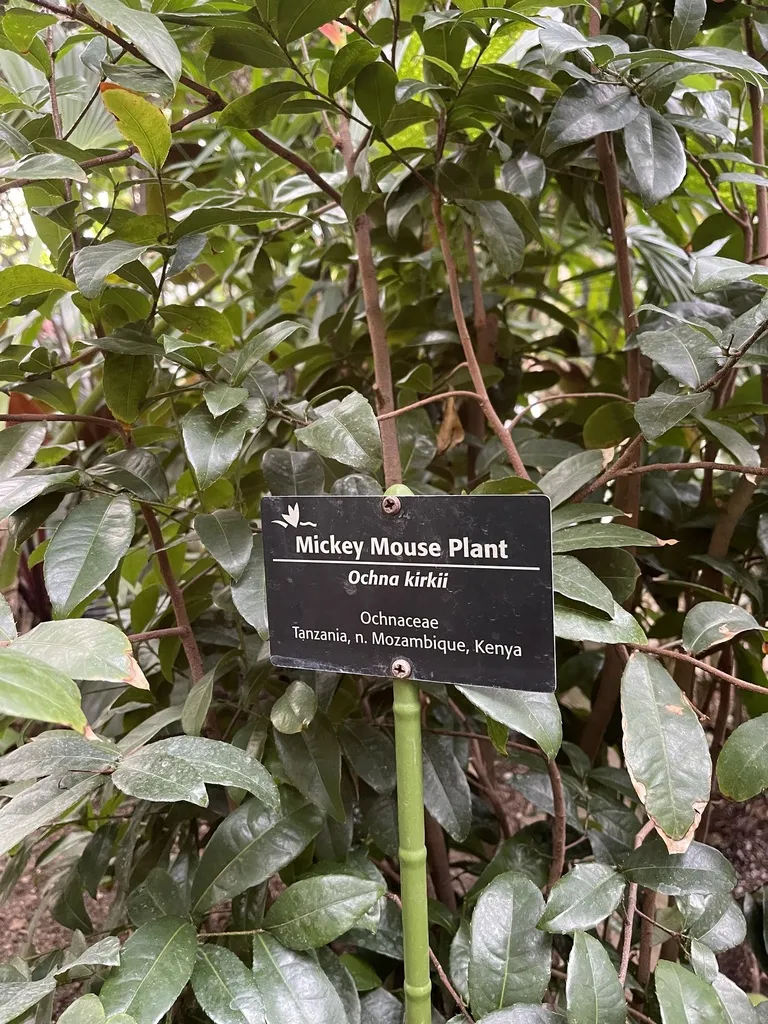 Mickey Mouse Plant
Ochna kirkii
Ochnaceae
Tanzania, n. Mozambique, Kenya